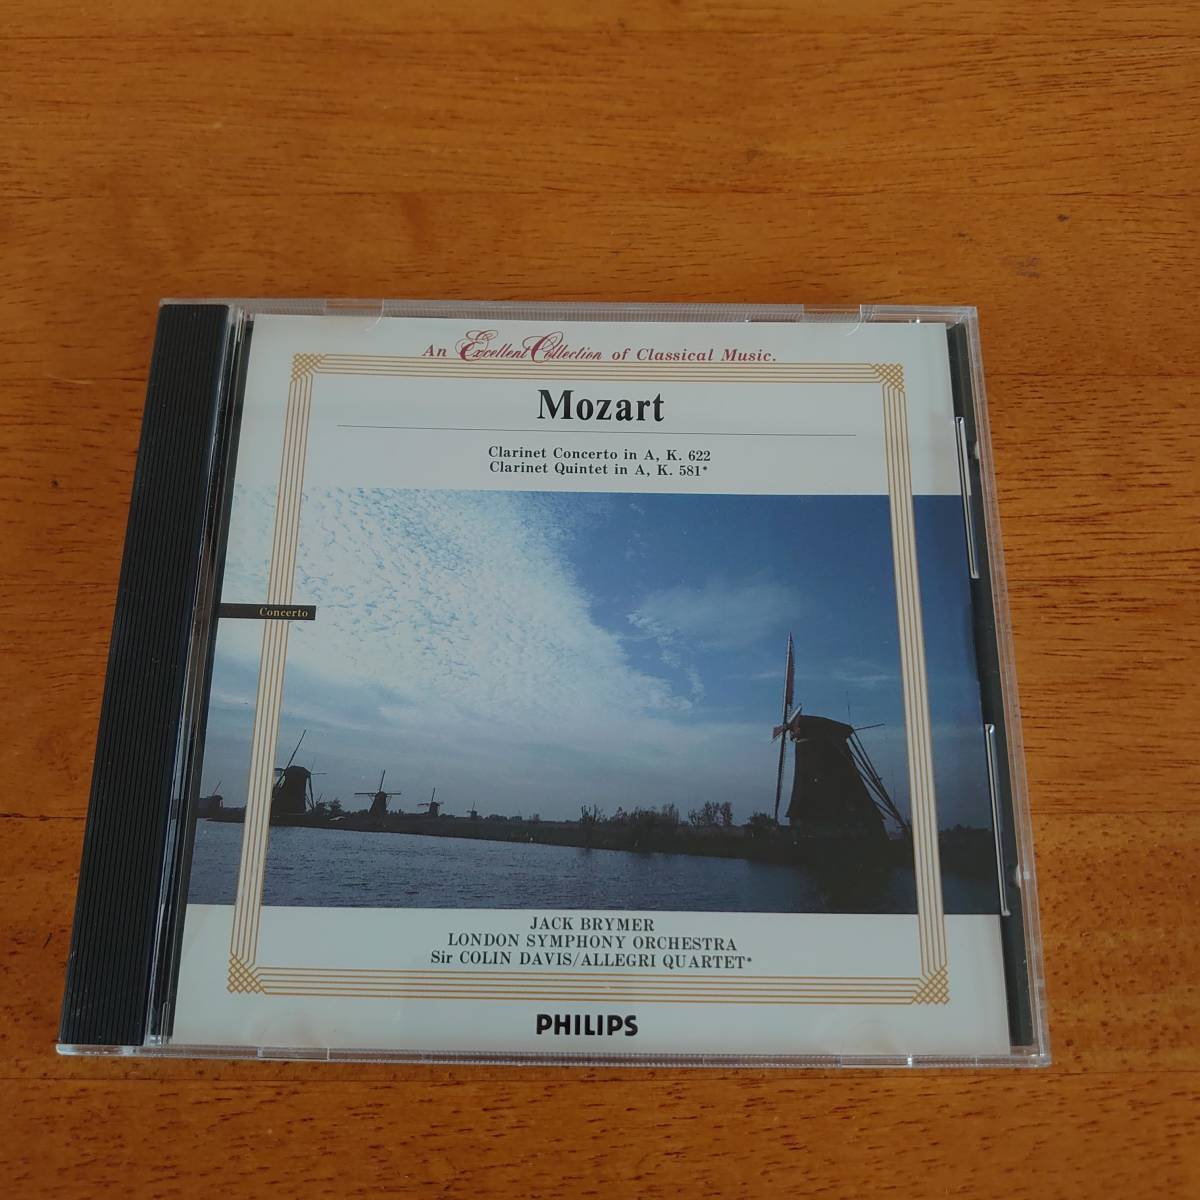 An Excellent Collection of Classical Music.
Mozart
Clarinet Concerto in A, K. 622
Clarinet Quintet in A, K. 581*
Concerto
JACK BRYMER
LONDON SYMPHONY ORCHESTRA
Sir COLIN DAVIS/ALLEGRI QUARTET*
PHILIPS